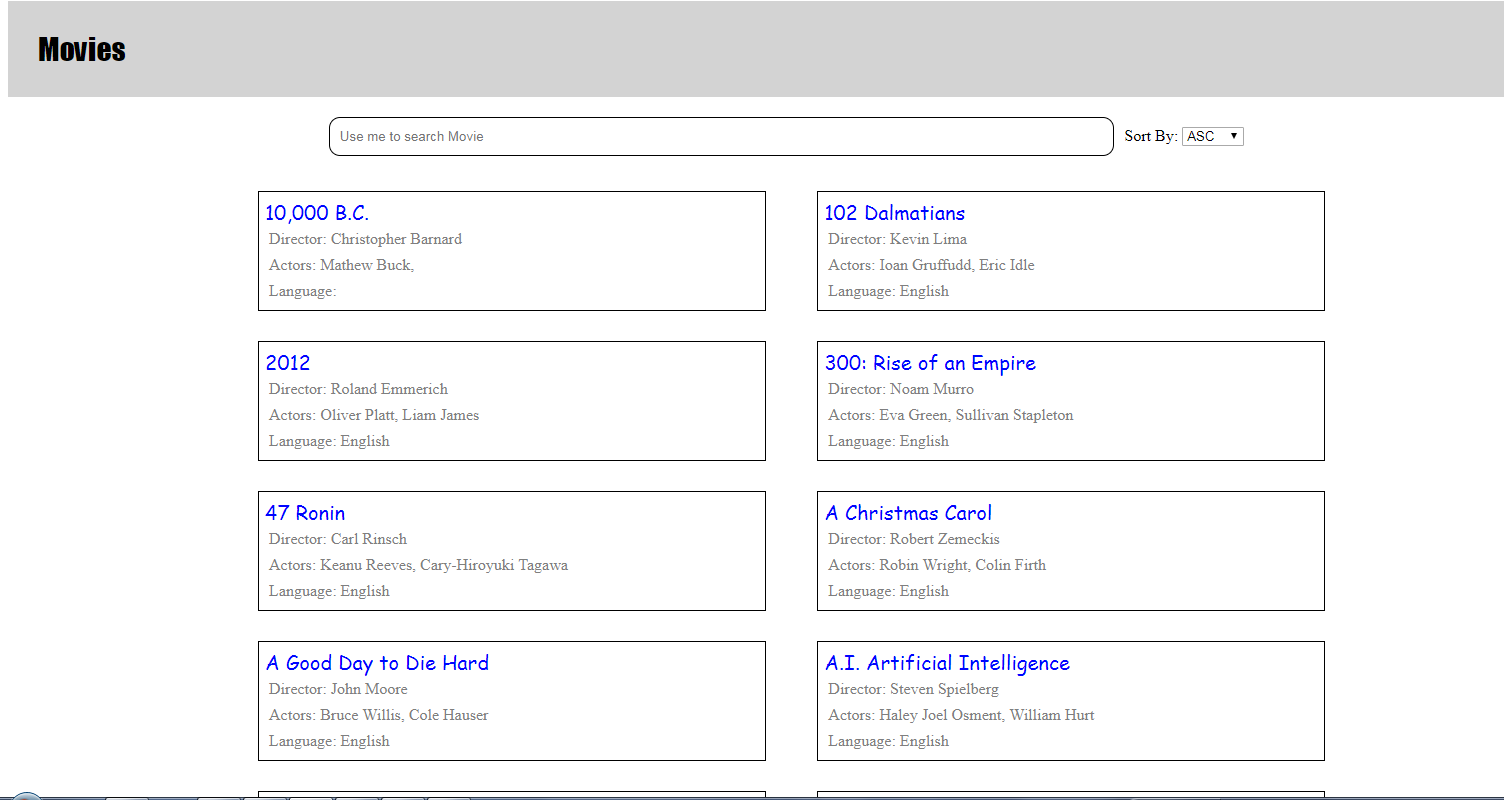 Movies
Use me to search Movie
Sort By: ASC
10,000 B.C.
Director: Christopher Barnard
Actors: Mathew Buck,
Language:
102 Dalmatians
Director: Kevin Lima
Actors: Ioan Gruffudd, Eric Idle
Language: English
2012
Director: Roland Emmerich
Actors: Oliver Platt, Liam James
Language: English
300: Rise of an Empire
Director: Noam Murro
Actors: Eva Green, Sullivan Stapleton
Language: English
47 Ronin
Director: Carl Rinsch
Actors: Keanu Reeves, Cary-Hiroyuki Tagawa
Language: English
A Christmas Carol
Director: Robert Zemeckis
Actors: Robin Wright, Colin Firth
Language: English
A Good Day to Die Hard
Director: John Moore
Actors: Bruce Willis, Cole Hauser
Language: English
A.I. Artificial Intelligence
Director: Steven Spielberg
Actors: Haley Joel Osment, William Hurt
Language: English